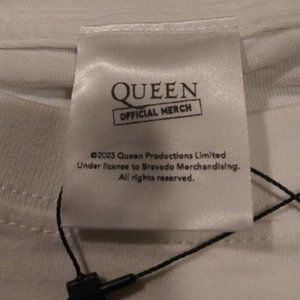 QUEEN
OFFICIAL MERCH
©2023 Queen Productions Limited
Under license to Bravado Merchandising.
All rights reserved.